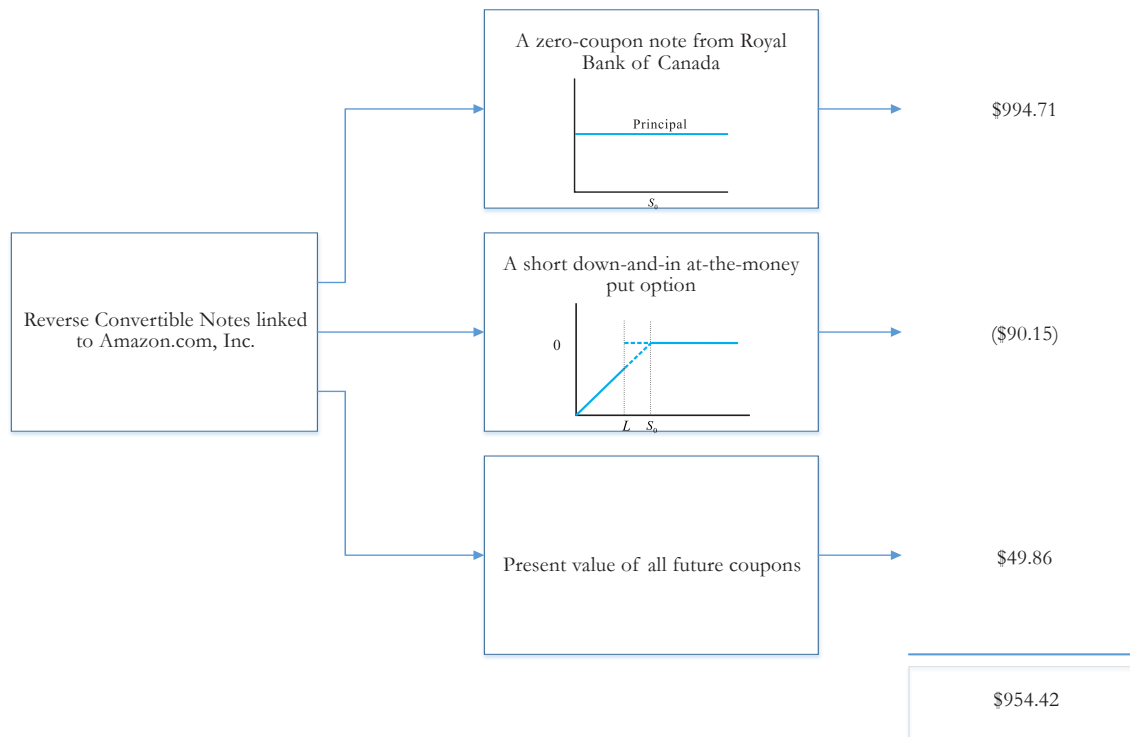 A zero-coupon note from Royal
Bank of Canada
Principal
S₀
$994.71
Reverse Convertible Notes linked
to Amazon.com, Inc.
A short down-and-in at-the-money
put option
0
L S₀
($90.15)
Present value of all future coupons
$49.86
$954.42